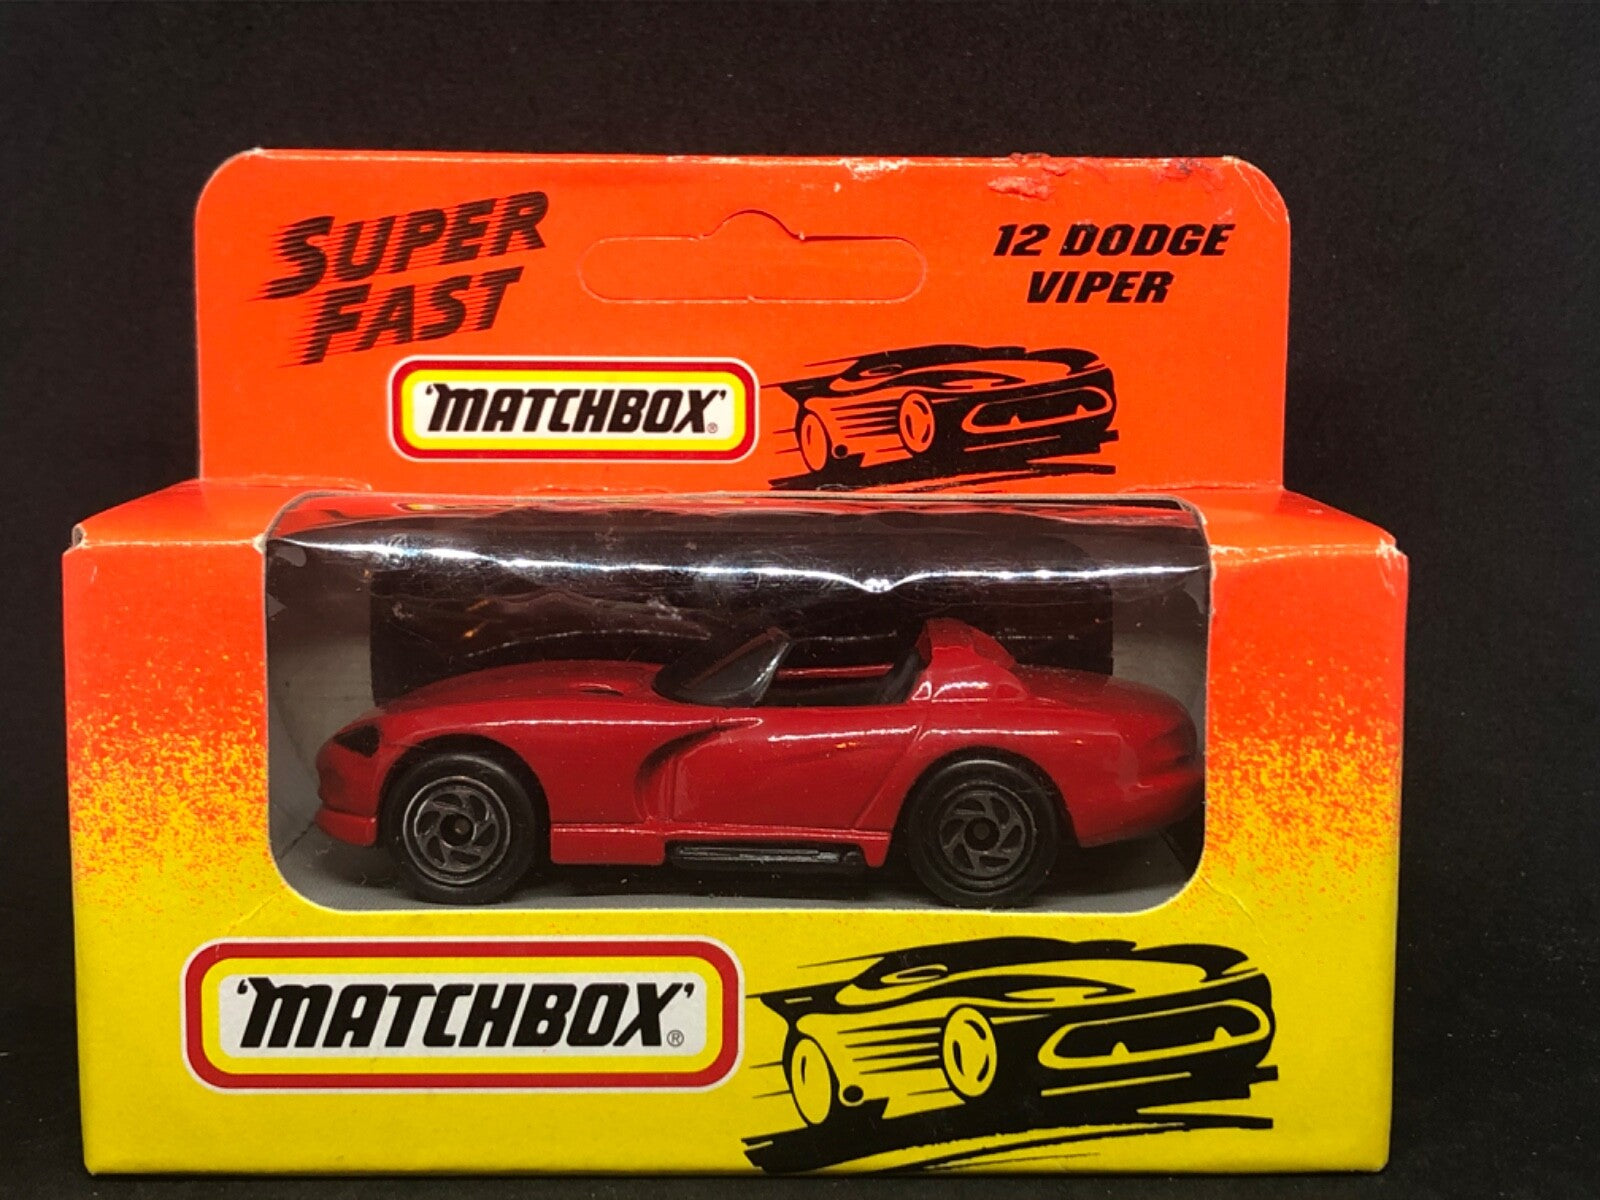 SUPER
FAST
12 DODGE
VIPER
'MATCHBOX'®
'MATCHBOX'®